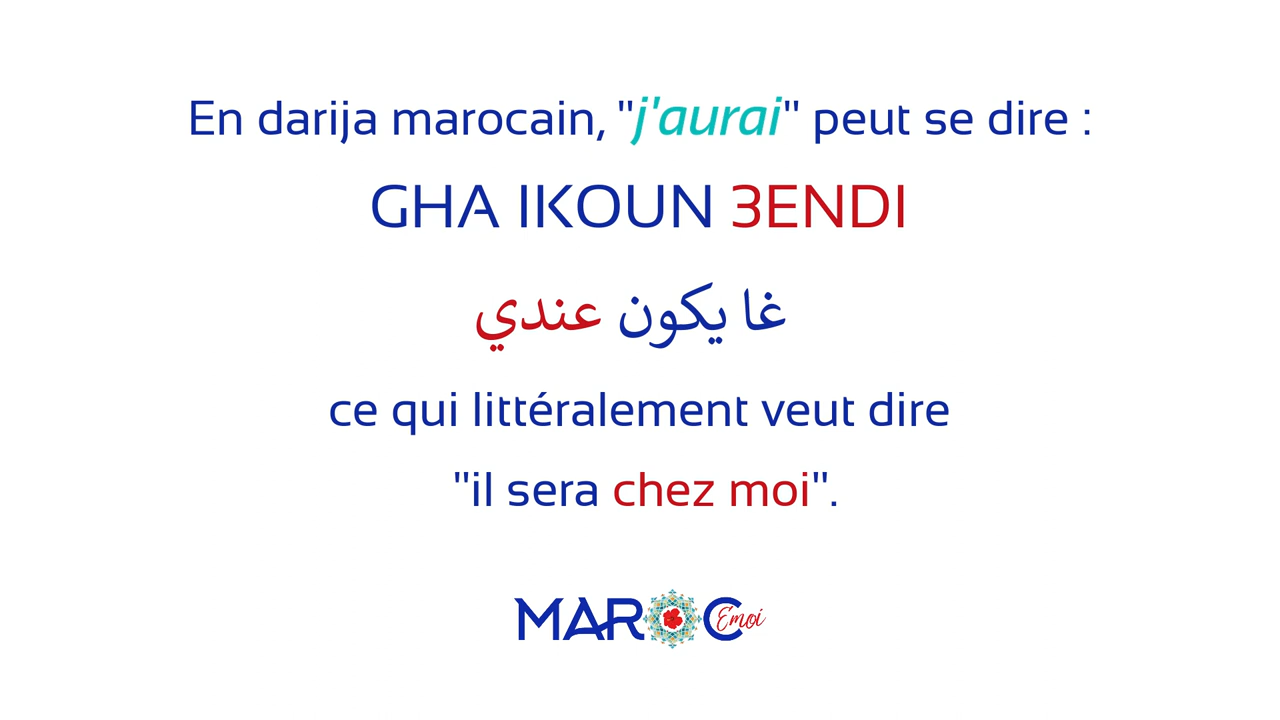 En darija marocain, "j'aurai" peut se dire :
GHA IKOUN 3ENDI
غا يكون عندي
ce qui littéralement veut dire
"il sera chez moi".
MAROC Emoi